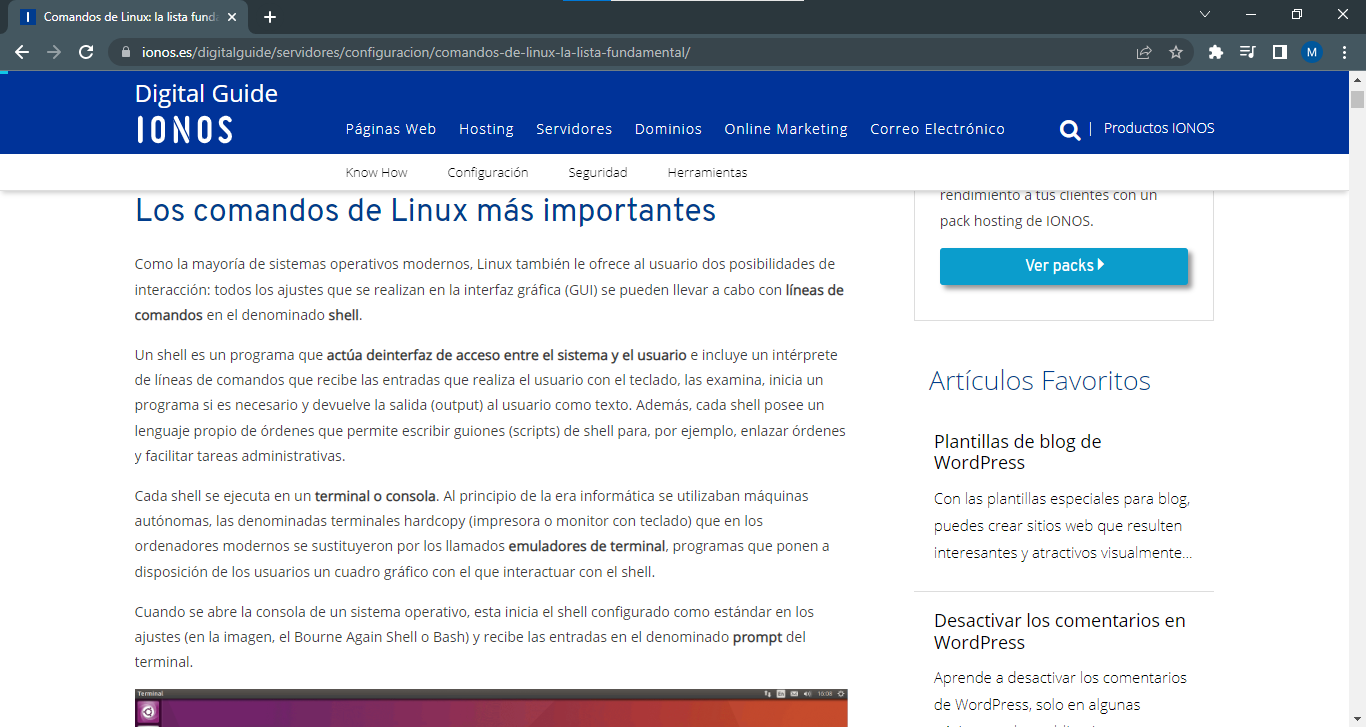 Comandos de Linux: la lista funda
ionos.es/digitalguide/servidores/configuracion/comandos-de-linux-la-lista-fundamental/
M
Digital Guide
IONOS
Páginas Web Hosting Servidores Dominios Online Marketing Correo Electrónico | Productos IONOS
Know How Configuración Seguridad Herramientas
Los comandos de Linux más importantes
Como la mayoría de sistemas operativos modernos, Linux también le ofrece al usuario dos posibilidades de
interacción: todos los ajustes que se realizan en la interfaz gráfica (GUI) se pueden llevar a cabo con líneas de
comandos en el denominado shell.
Un shell es un programa que actúa deinterfaz de acceso entre el sistema y el usuario e incluye un intérprete
de líneas de comandos que recibe las entradas que realiza el usuario con el teclado, las examina, inicia un
programa si es necesario y devuelve la salida (output) al usuario como texto. Además, cada shell posee un
lenguaje propio de órdenes que permite escribir guiones (scripts) de shell para, por ejemplo, enlazar órdenes
y facilitar tareas administrativas.
Cada shell se ejecuta en un terminal o consola. Al principio de la era informática se utilizaban máquinas
autónomas, las denominadas terminales hardcopy (impresora o monitor con teclado) que en los
ordenadores modernos se sustituyeron por los llamados emuladores de terminal, programas que ponen a
disposición de los usuarios un cuadro gráfico con el que interactuar con el shell.
Cuando se abre la consola de un sistema operativo, esta inicia el shell configurado como estándar en los
ajustes (en la imagen, el Bourne Again Shell o Bash) y recibe las entradas en el denominado prompt del
terminal.
Terminal 16:08
rendimiento a tus clientes con un
pack hosting de IONOS.
Ver packs
Artículos Favoritos
Plantillas de blog de
WordPress
Con las plantillas especiales para blog,
puedes crear sitios web que resulten
interesantes y atractivos visualmente...
Desactivar los comentarios en
WordPress
Aprende a desactivar los comentarios
de WordPress, solo en algunas